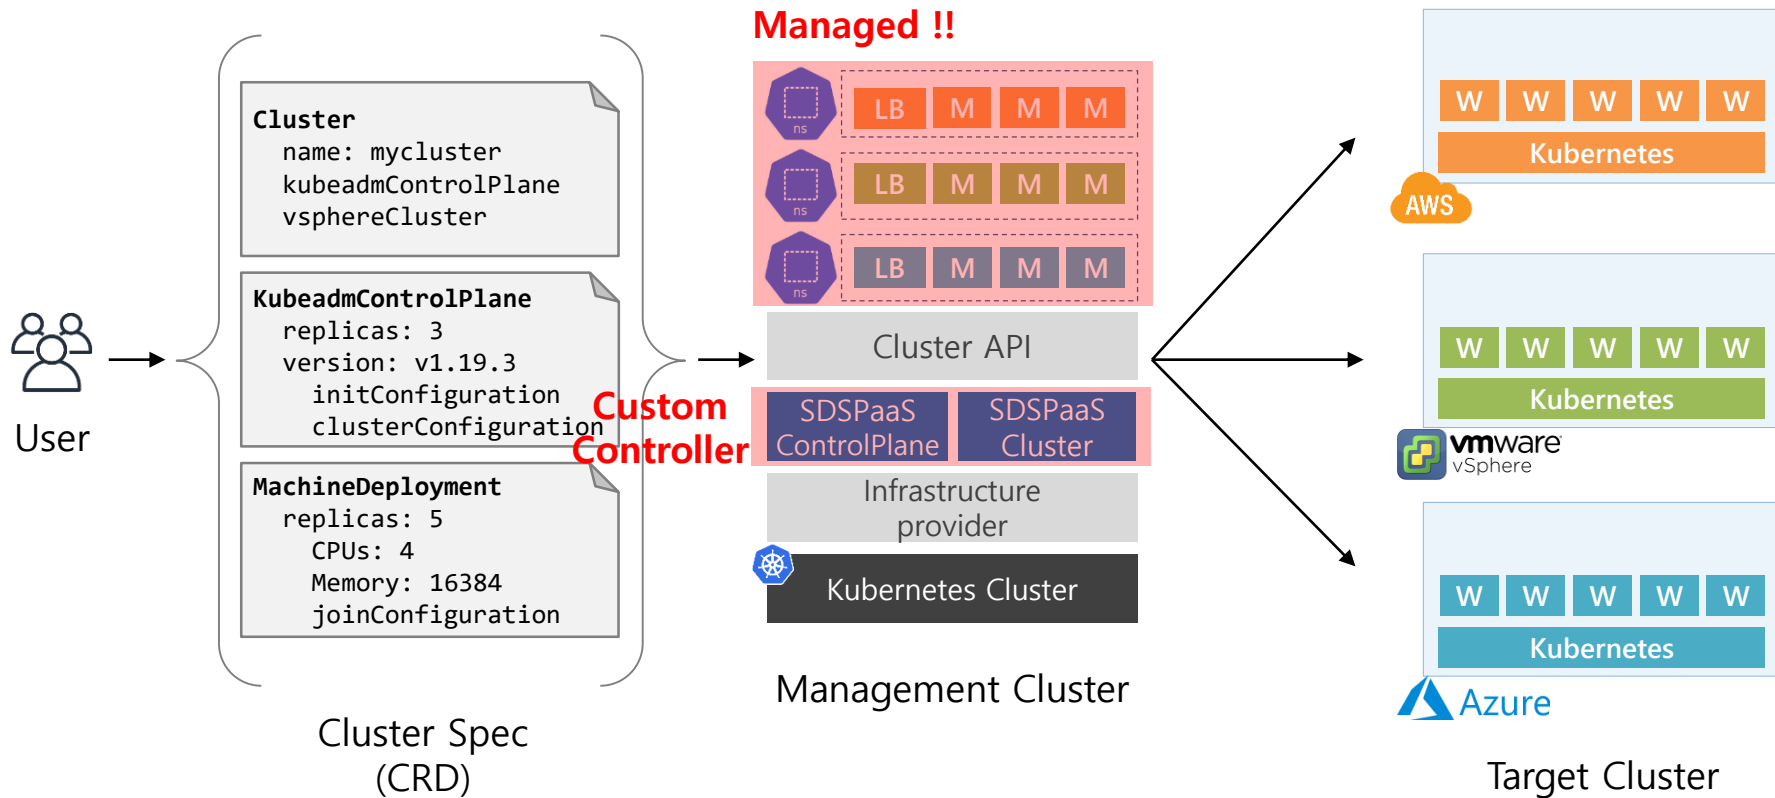 User
Cluster
name: mycluster
kubeadmControlPlane
vsphereCluster
KubeadmControlPlane
replicas: 3
version: v1.19.3
initConfiguration
clusterConfiguration
MachineDeployment
replicas: 5
CPUs: 4
Memory: 16384
joinConfiguration
Cluster Spec
(CRD)
Managed !!
ns
LB M M M
ns
LB M M M
ns
LB M M M
Cluster API
Custom
Controller
SDSPaaS
ControlPlane
SDSPaaS
Cluster
Infrastructure
provider
Kubernetes Cluster
Management Cluster
W W W W W
Kubernetes
AWS
W W W W W
Kubernetes
vmware
vSphere
W W W W W
Kubernetes
Azure
Target Cluster